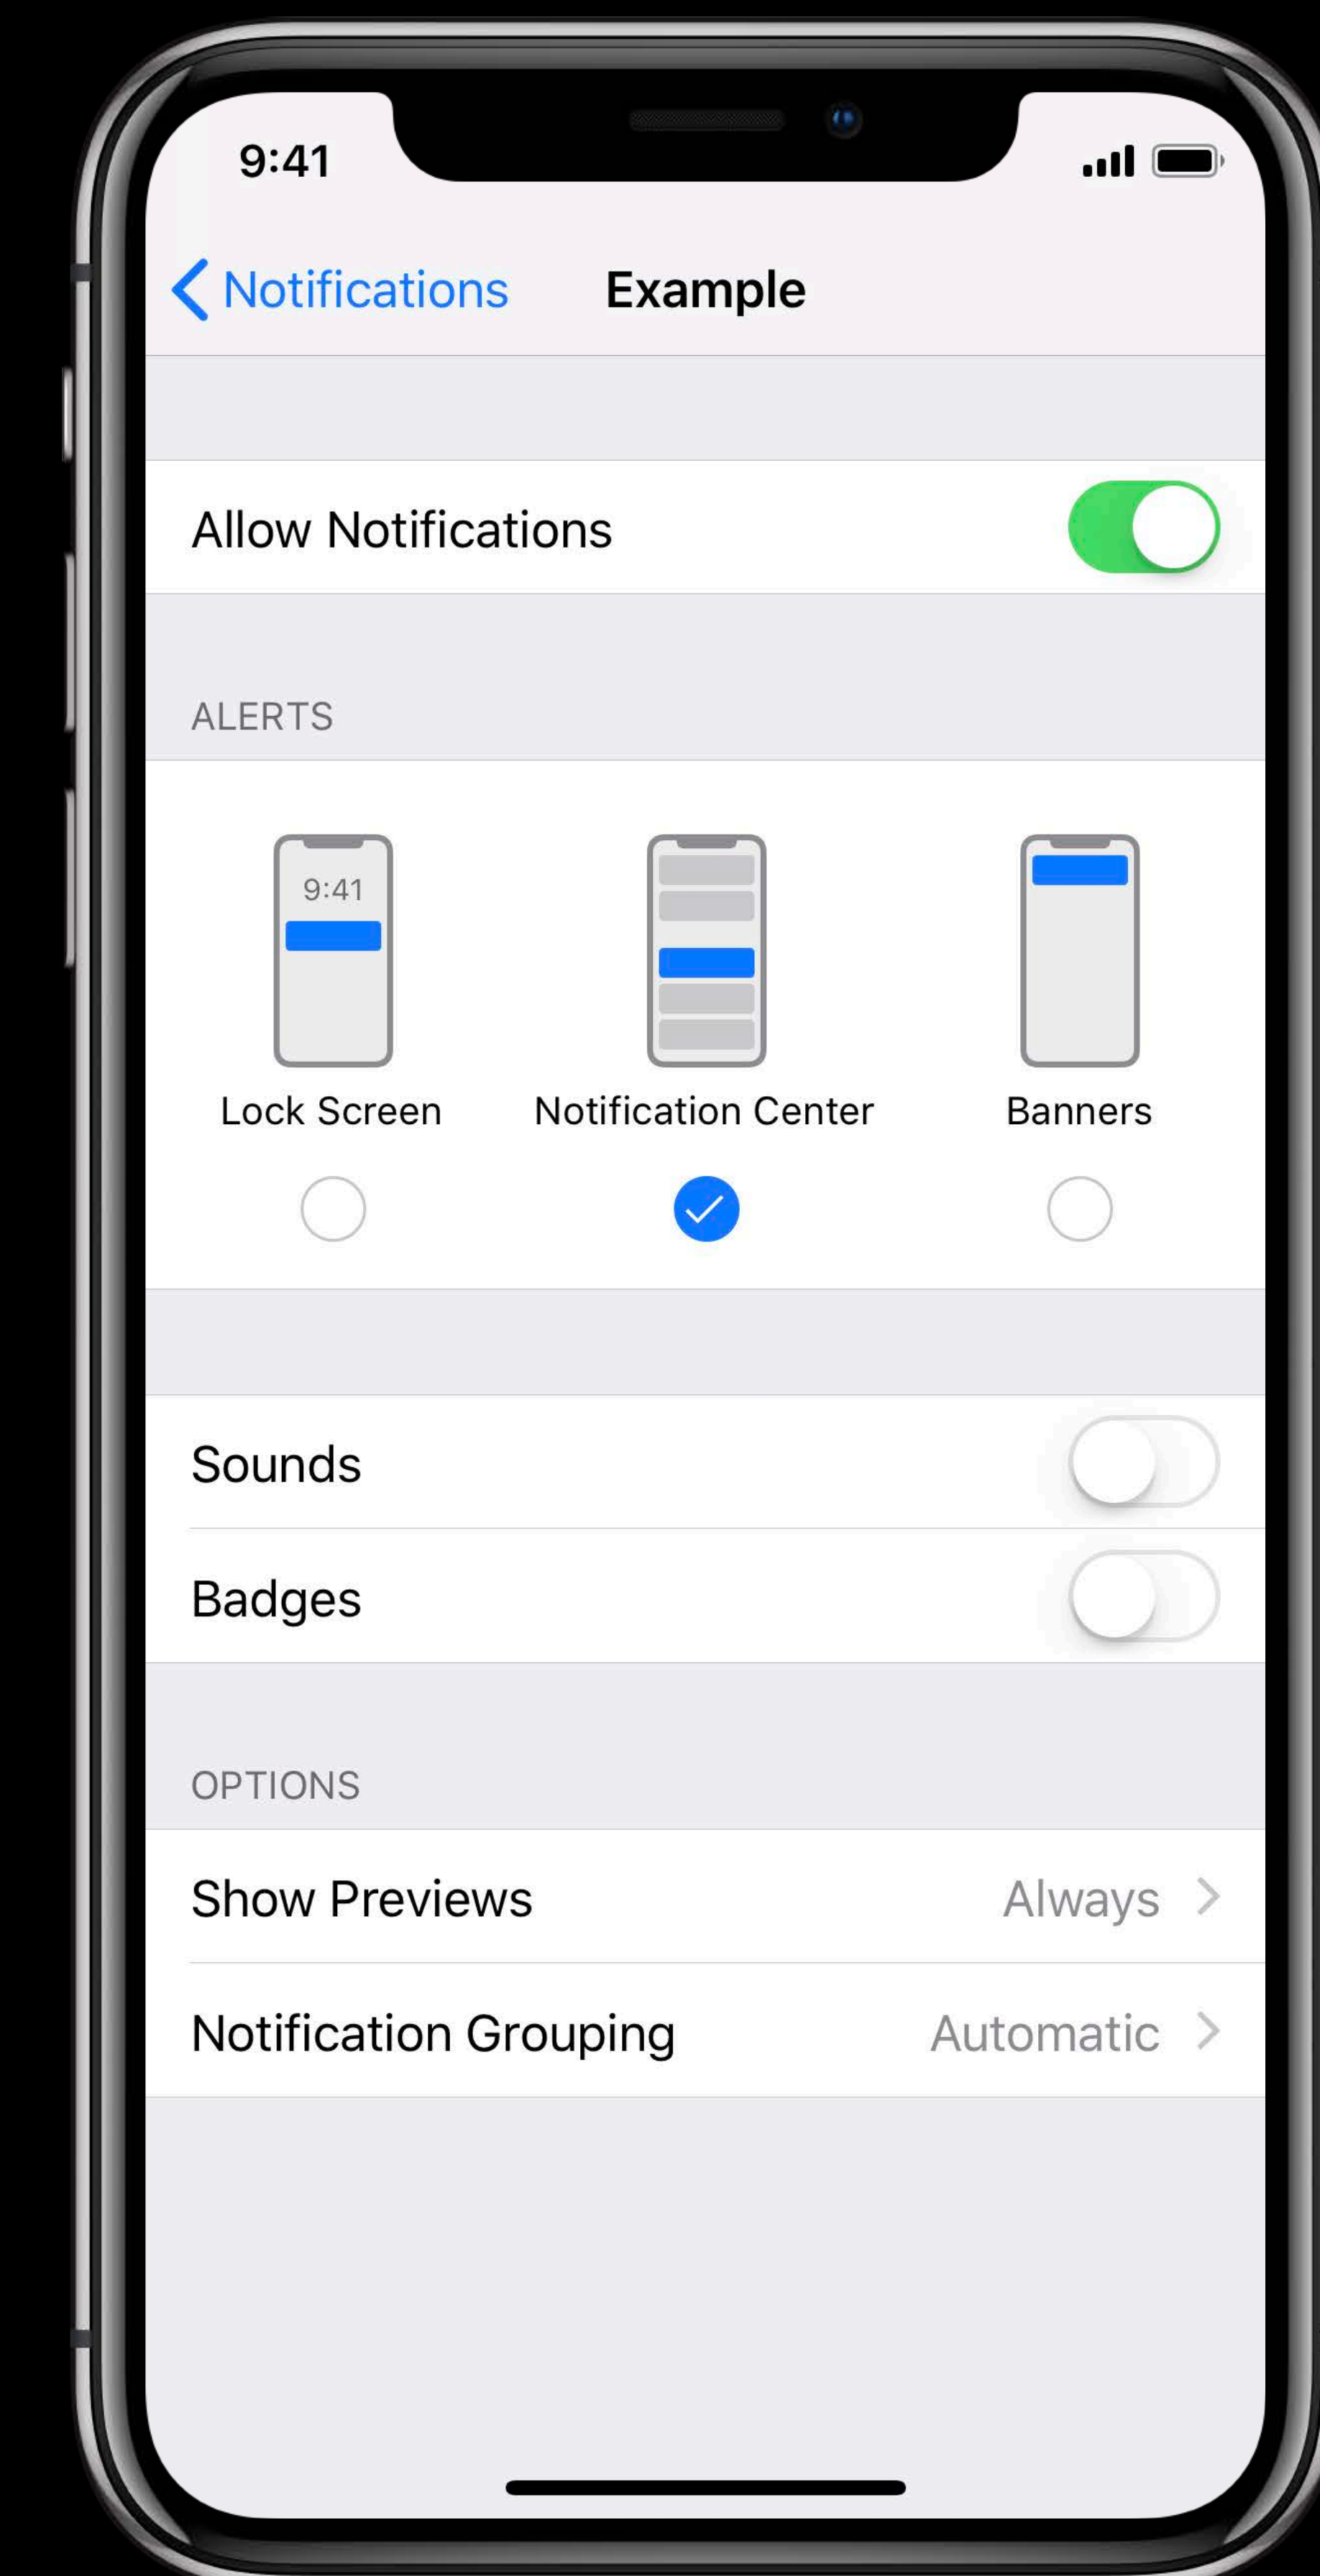 9:41
Notifications
Example
Allow Notifications
ALERTS
9:41
Lock Screen
Notification Center
Banners
Sounds
Badges
OPTIONS
Show Previews
Always
Notification Grouping
Automatic